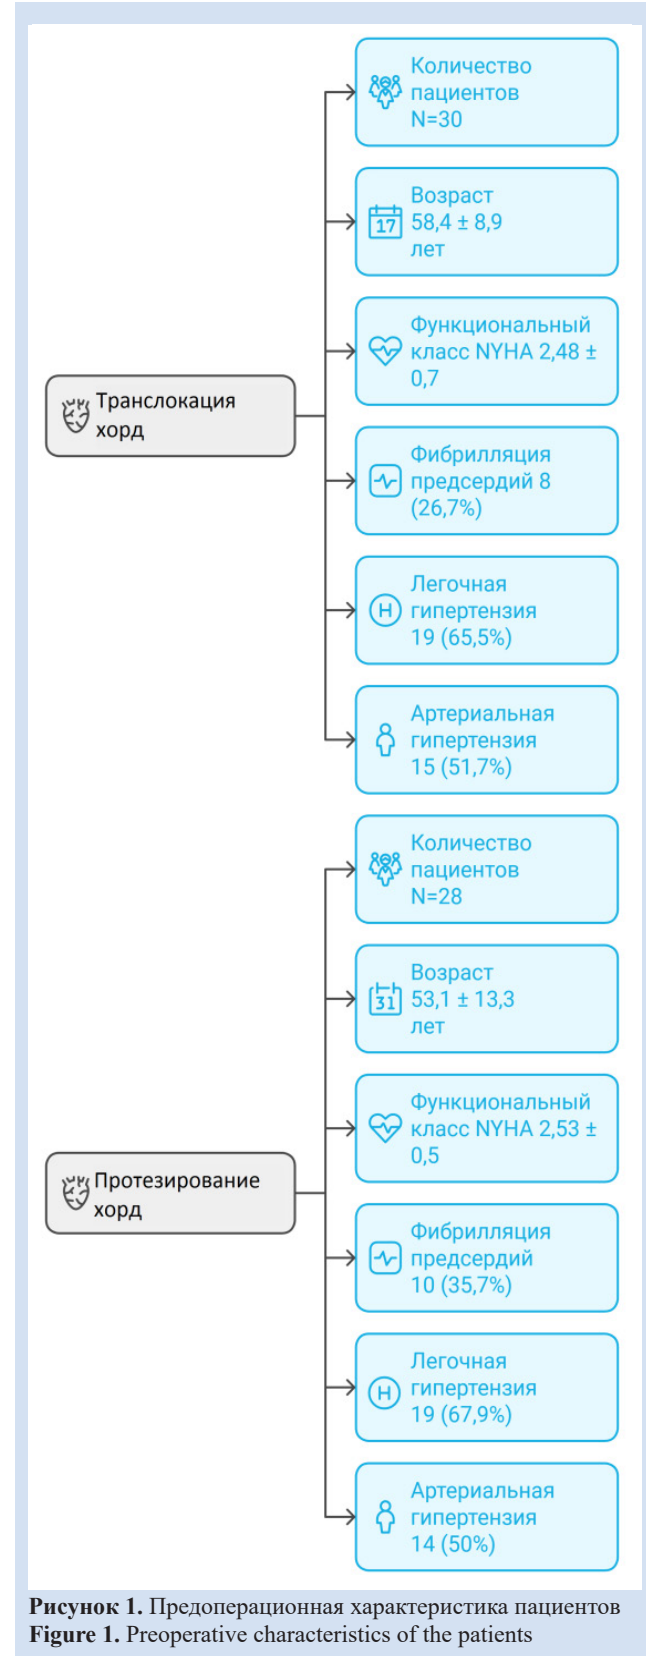 Количество
пациентов
N=30
17
Возраст
58,4 ± 8,9
лет
Функциональный
класс NYHA 2,48 ±
0,7
Транслокация
хорд
Фибрилляция
предсердий 8
(26,7%)
H
Легочная
гипертензия
19 (65,5%)
Артериальная
гипертензия
15 (51,7%)
Количество
пациентов
N=28
31
Возраст
53,1 ± 13,3
лет
Функциональный
класс NYHA 2,53 ±
0,5
Протезирование
хорд
Фибрилляция
предсердий
10 (35,7%)
H
Легочная
гипертензия
19 (67,9%)
Артериальная
гипертензия
14 (50%)
Рисунок 1. Предоперационная характеристика пациентов
Figure 1. Preoperative characteristics of the patients